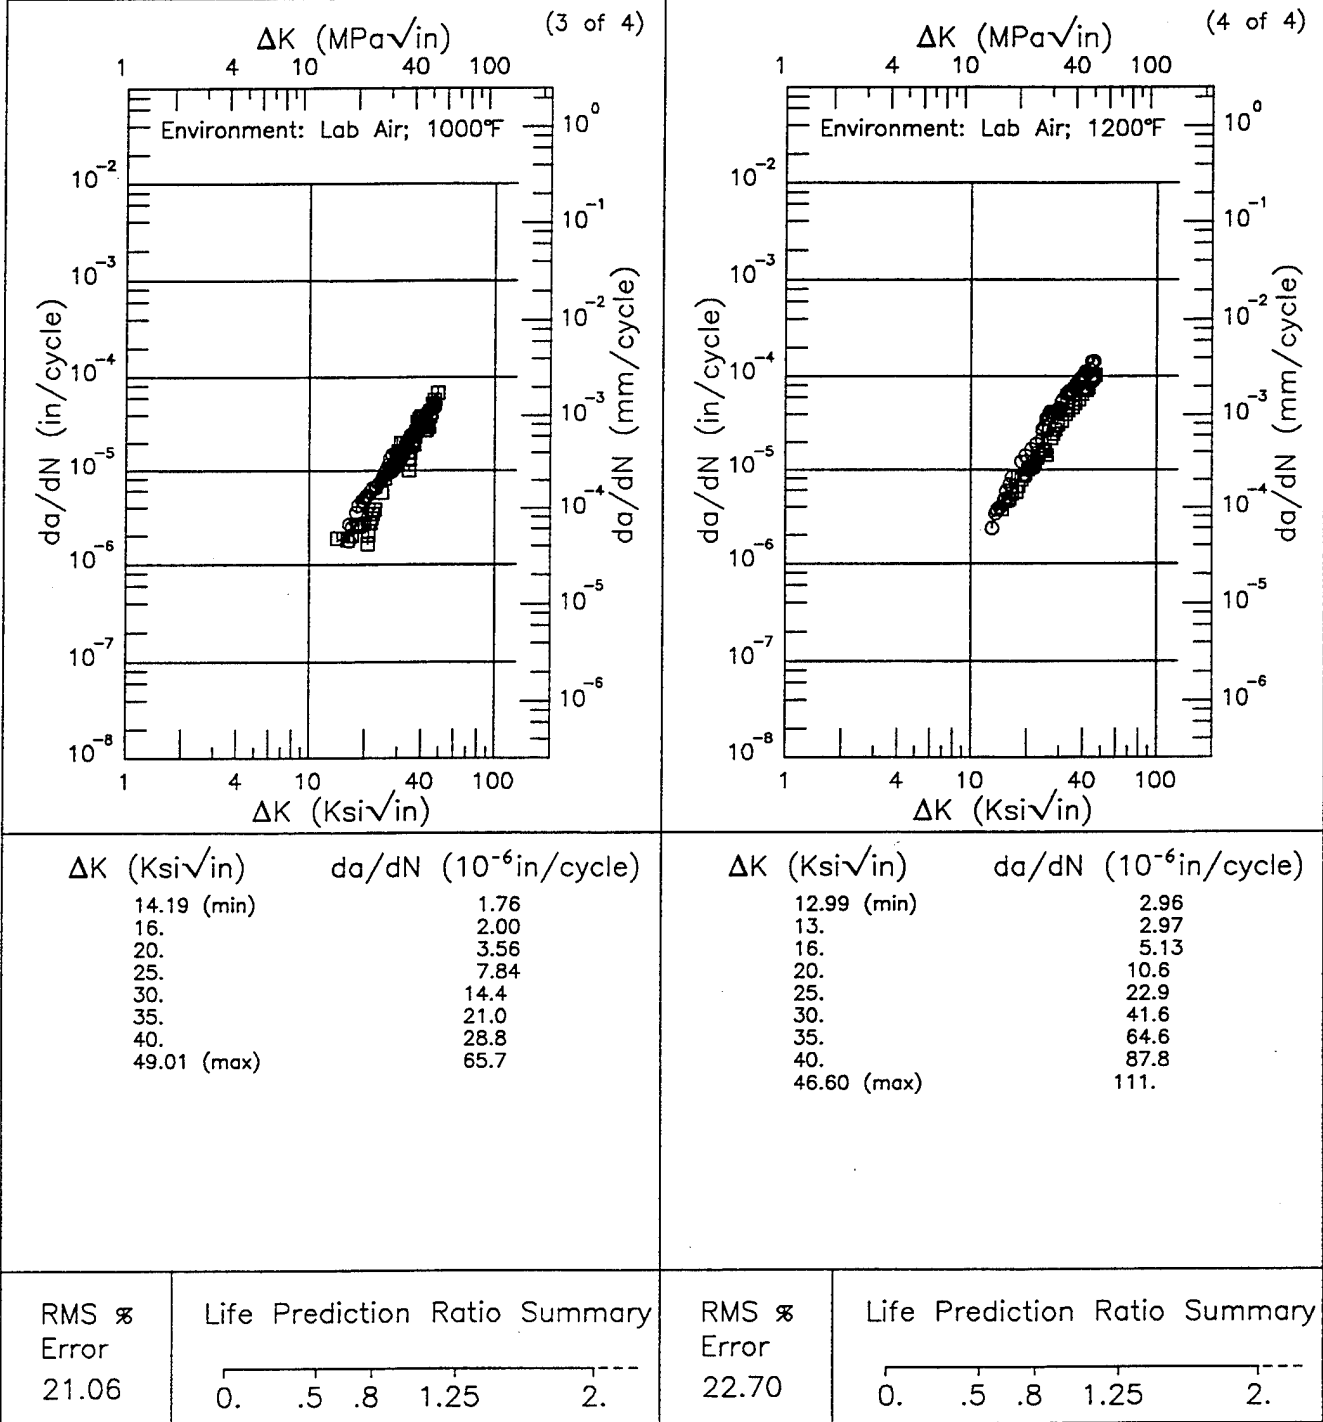 (3 of 4)
ΔK (MPa√in)
1 4 10 40 100
Environment: Lab Air; 1000°F
10⁰
10⁻²
10⁻¹
10⁻³
10⁻²
10⁻⁴
10⁻³
10⁻⁵
10⁻⁴
10⁻⁶
10⁻⁵
10⁻⁷
10⁻⁶
10⁻⁸
da/dN (in/cycle)
da/dN (mm/cycle)
1 4 10 40 100
ΔK (Ksi√in)
ΔK (Ksi√in) da/dN (10⁻⁶in/cycle)
14.19 (min) 1.76
16. 2.00
20. 3.56
25. 7.84
30. 14.4
35. 21.0
40. 28.8
49.01 (max) 65.7
RMS %
Error
21.06
Life Prediction Ratio Summary
0. .5 .8 1.25 2.
(4 of 4)
ΔK (MPa√in)
1 4 10 40 100
Environment: Lab Air; 1200°F
10⁰
10⁻²
10⁻¹
10⁻³
10⁻²
10⁻⁴
10⁻³
10⁻⁵
10⁻⁴
10⁻⁶
10⁻⁵
10⁻⁷
10⁻⁶
10⁻⁸
da/dN (in/cycle)
da/dN (mm/cycle)
1 4 10 40 100
ΔK (Ksi√in)
ΔK (Ksi√in) da/dN (10⁻⁶in/cycle)
12.99 (min) 2.96
13. 2.97
16. 5.13
20. 10.6
25. 22.9
30. 41.6
35. 64.6
40. 87.8
46.60 (max) 111.
RMS %
Error
22.70
Life Prediction Ratio Summary
0. .5 .8 1.25 2.